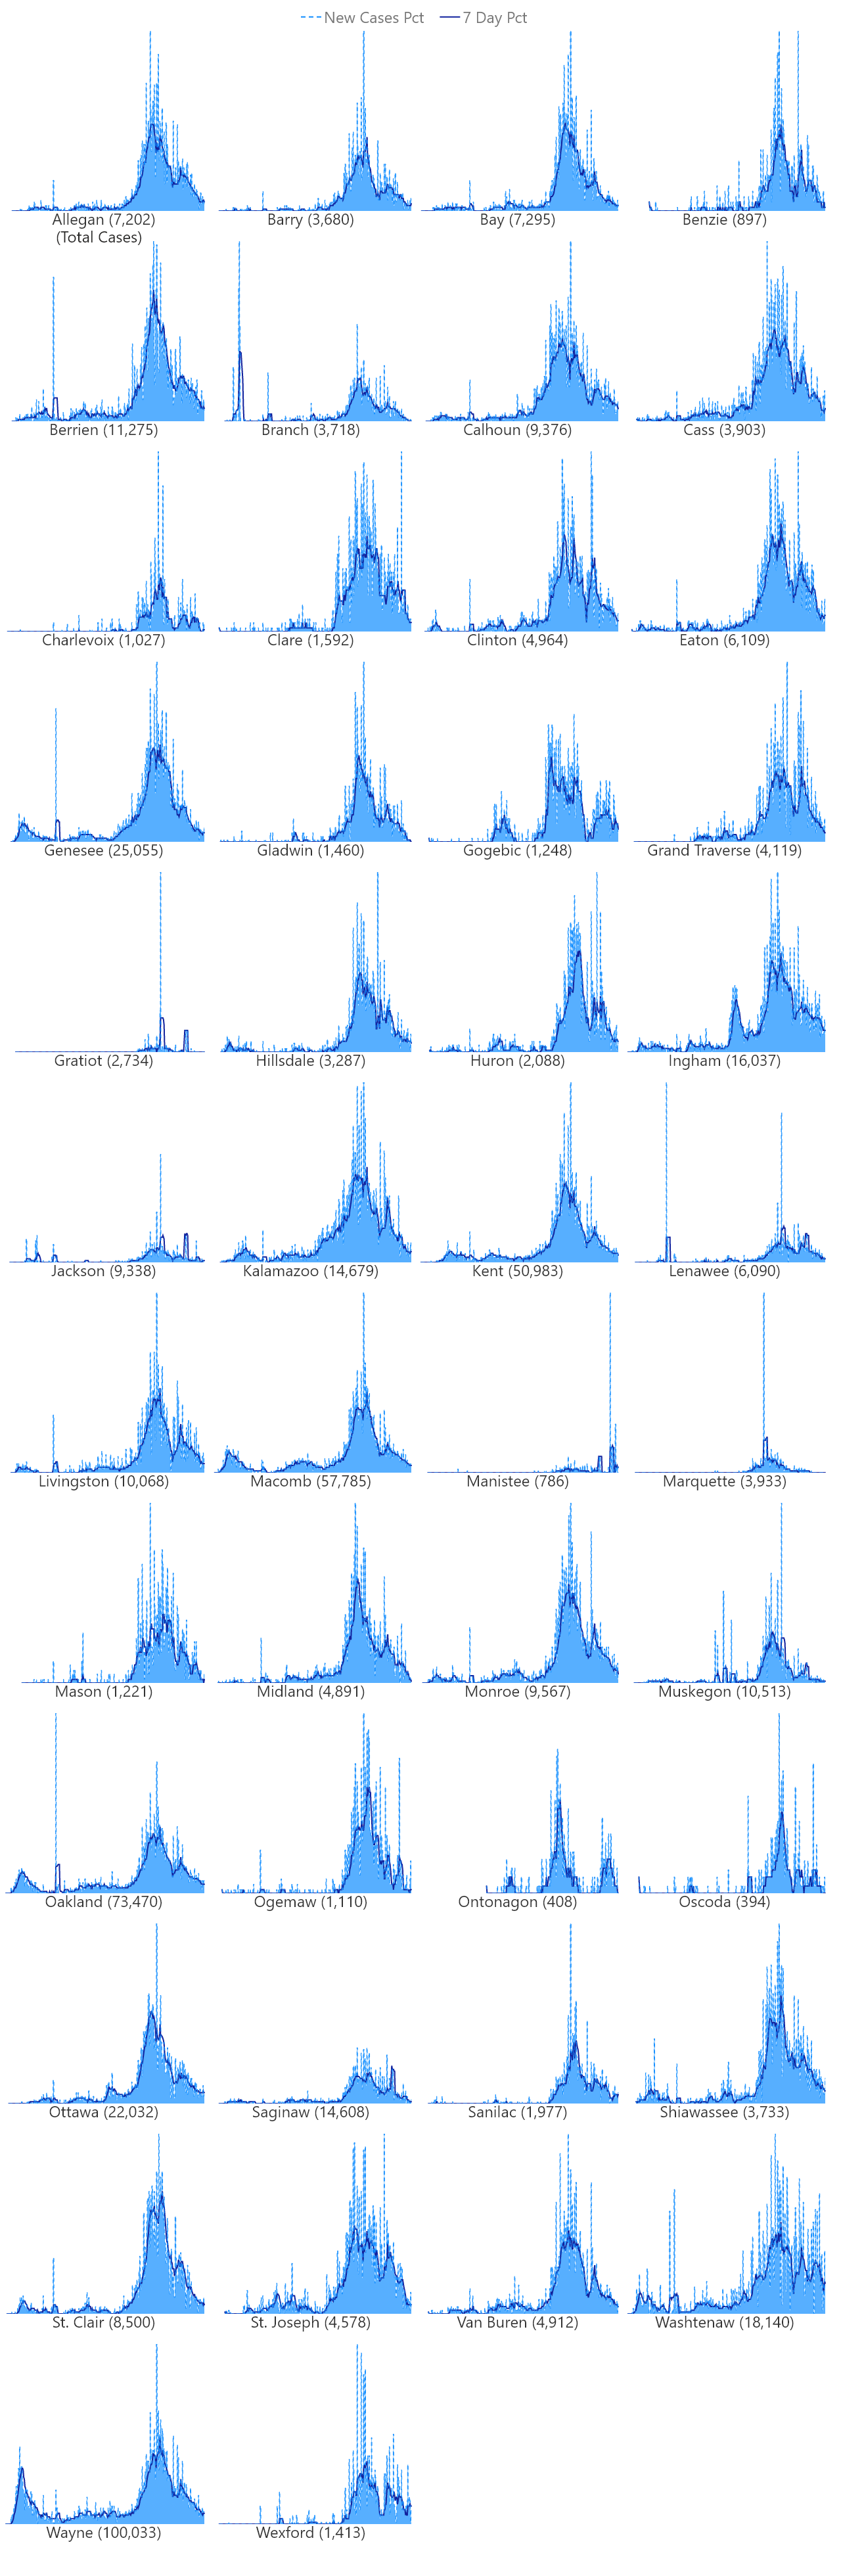 New Cases Pct 7 Day Pct
Allegan (7,202) Barry (3,680) Bay (7,295) Benzie (897)
(Total Cases)
Berrien (11,275) Branch (3,718) Calhoun (9,376) Cass (3,903)
Charlevoix (1,027) Clare (1,592) Clinton (4,964) Eaton (6,109)
Genesee (25,055) Gladwin (1,460) Gogebic (1,248) Grand Traverse (4,119)
Gratiot (2,734) Hillsdale (3,287) Huron (2,088) Ingham (16,037)
Jackson (9,338) Kalamazoo (14,679) Kent (50,983) Lenawee (6,090)
Livingston (10,068) Macomb (57,785) Manistee (786) Marquette (3,933)
Mason (1,221) Midland (4,891) Monroe (9,567) Muskegon (10,513)
Oakland (73,470) Ogemaw (1,110) Ontonagon (408) Oscoda (394)
Ottawa (22,032) Saginaw (14,608) Sanilac (1,977) Shiawassee (3,733)
St. Clair (8,500) St. Joseph (4,578) Van Buren (4,912) Washtenaw (18,140)
Wayne (100,033) Wexford (1,413)